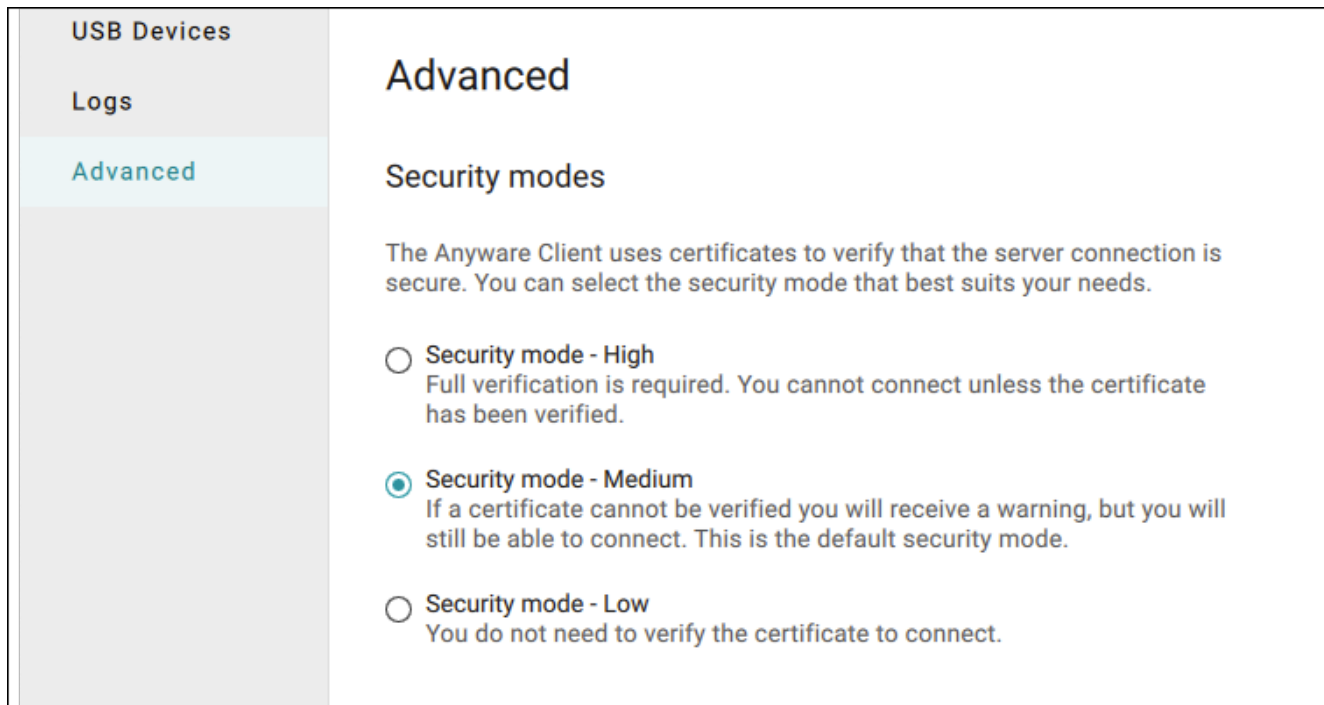 USB Devices
Logs
Advanced
Advanced
Security modes
The Anyware Client uses certificates to verify that the server connection is
secure. You can select the security mode that best suits your needs.
Security mode - High
Full verification is required. You cannot connect unless the certificate
has been verified.
Security mode - Medium
If a certificate cannot be verified you will receive a warning, but you will
still be able to connect. This is the default security mode.
Security mode - Low
You do not need to verify the certificate to connect.